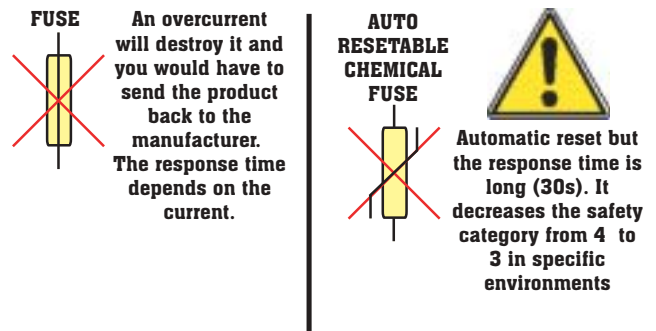 FUSE
An overcurrent
will destroy it and
you would have to
send the product
back to the
manufacturer.
The response time
depends on the
current.
AUTO
RESETABLE
CHEMICAL
FUSE
!
Automatic reset but
the response time is
long (30s). It
decreases the safety
category from 4 to
3 in specific
environments